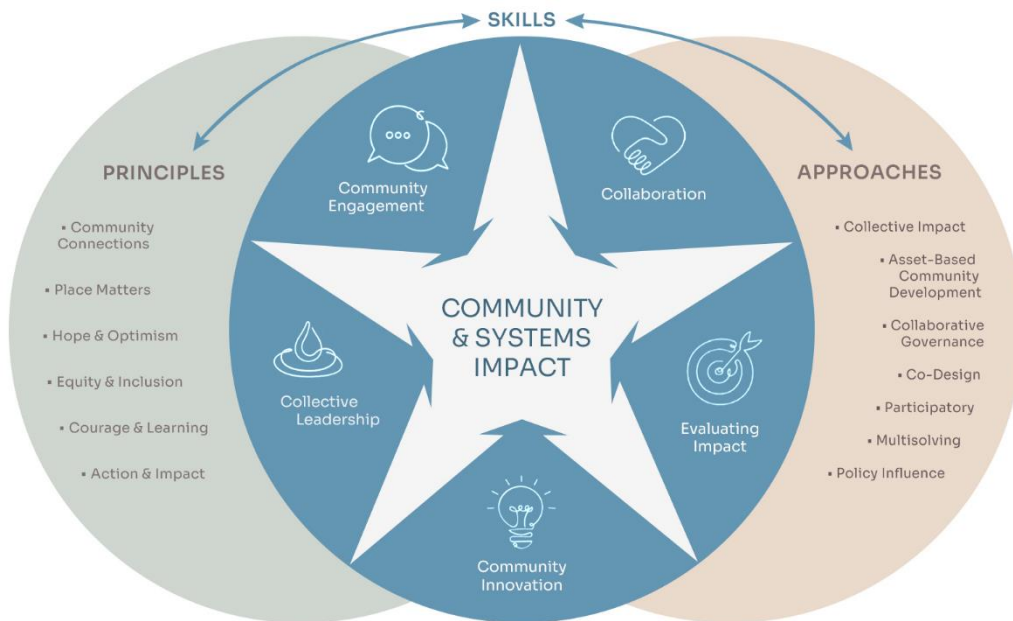 SKILLS
PRINCIPLES
▪ Community
Connections
▪ Place Matters
▪ Hope & Optimism
▪ Equity & Inclusion
▪ Courage & Learning
▪ Action & Impact
Community
Engagement
Collaboration
Collective
Leadership
COMMUNITY
& SYSTEMS
IMPACT
Evaluating
Impact
Community
Innovation
APPROACHES
▪ Collective Impact
▪ Asset-Based
Community
Development
▪ Collaborative
Governance
▪ Co-Design
▪ Participatory
▪ Multisolving
▪ Policy Influence